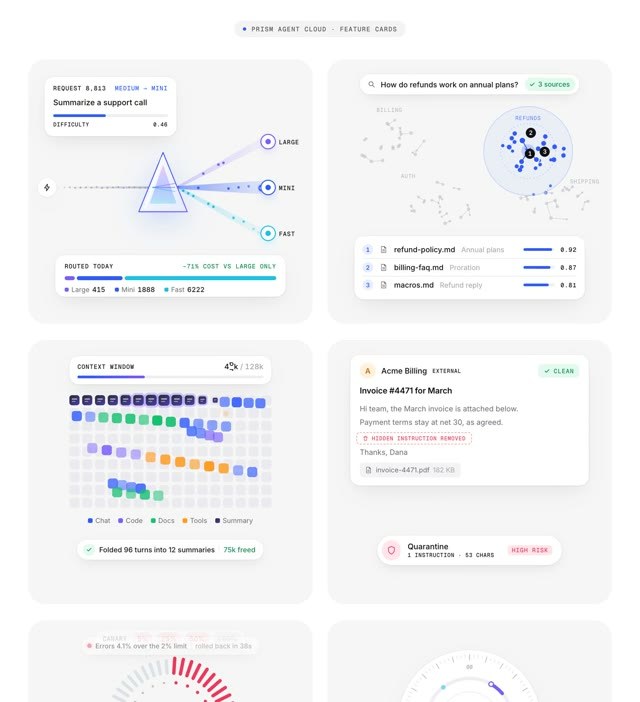 PRISM AGENT CLOUD · FEATURE CARDS
REQUEST 8,813 MEDIUM → MINI
Summarize a support call
DIFFICULTY 0.46
LARGE
MINI
FAST
ROUTED TODAY −71% COST VS LARGE ONLY
Large 415 Mini 1888 Fast 6222
How do refunds work on annual plans? 3 sources
BILLING
REFUNDS
2
1 3
AUTH
SHIPPING
1 refund-policy.md Annual plans 0.92
2 billing-faq.md Proration 0.87
3 macros.md Refund reply 0.81
CONTEXT WINDOW / 128k
Chat Code Docs Tools Summary
Folded 96 turns into 12 summaries 75k freed
A Acme Billing EXTERNAL CLEAN
Invoice #4471 for March
Hi team, the March invoice is attached below.
Payment terms stay at net 30, as agreed.
HIDDEN INSTRUCTION REMOVED
Thanks, Dana
invoice-4471.pdf 182 KB
Quarantine
1 INSTRUCTION · 53 CHARS
HIGH RISK
CANARY
Errors 4.1% over the 2% limit rolled back in 38s